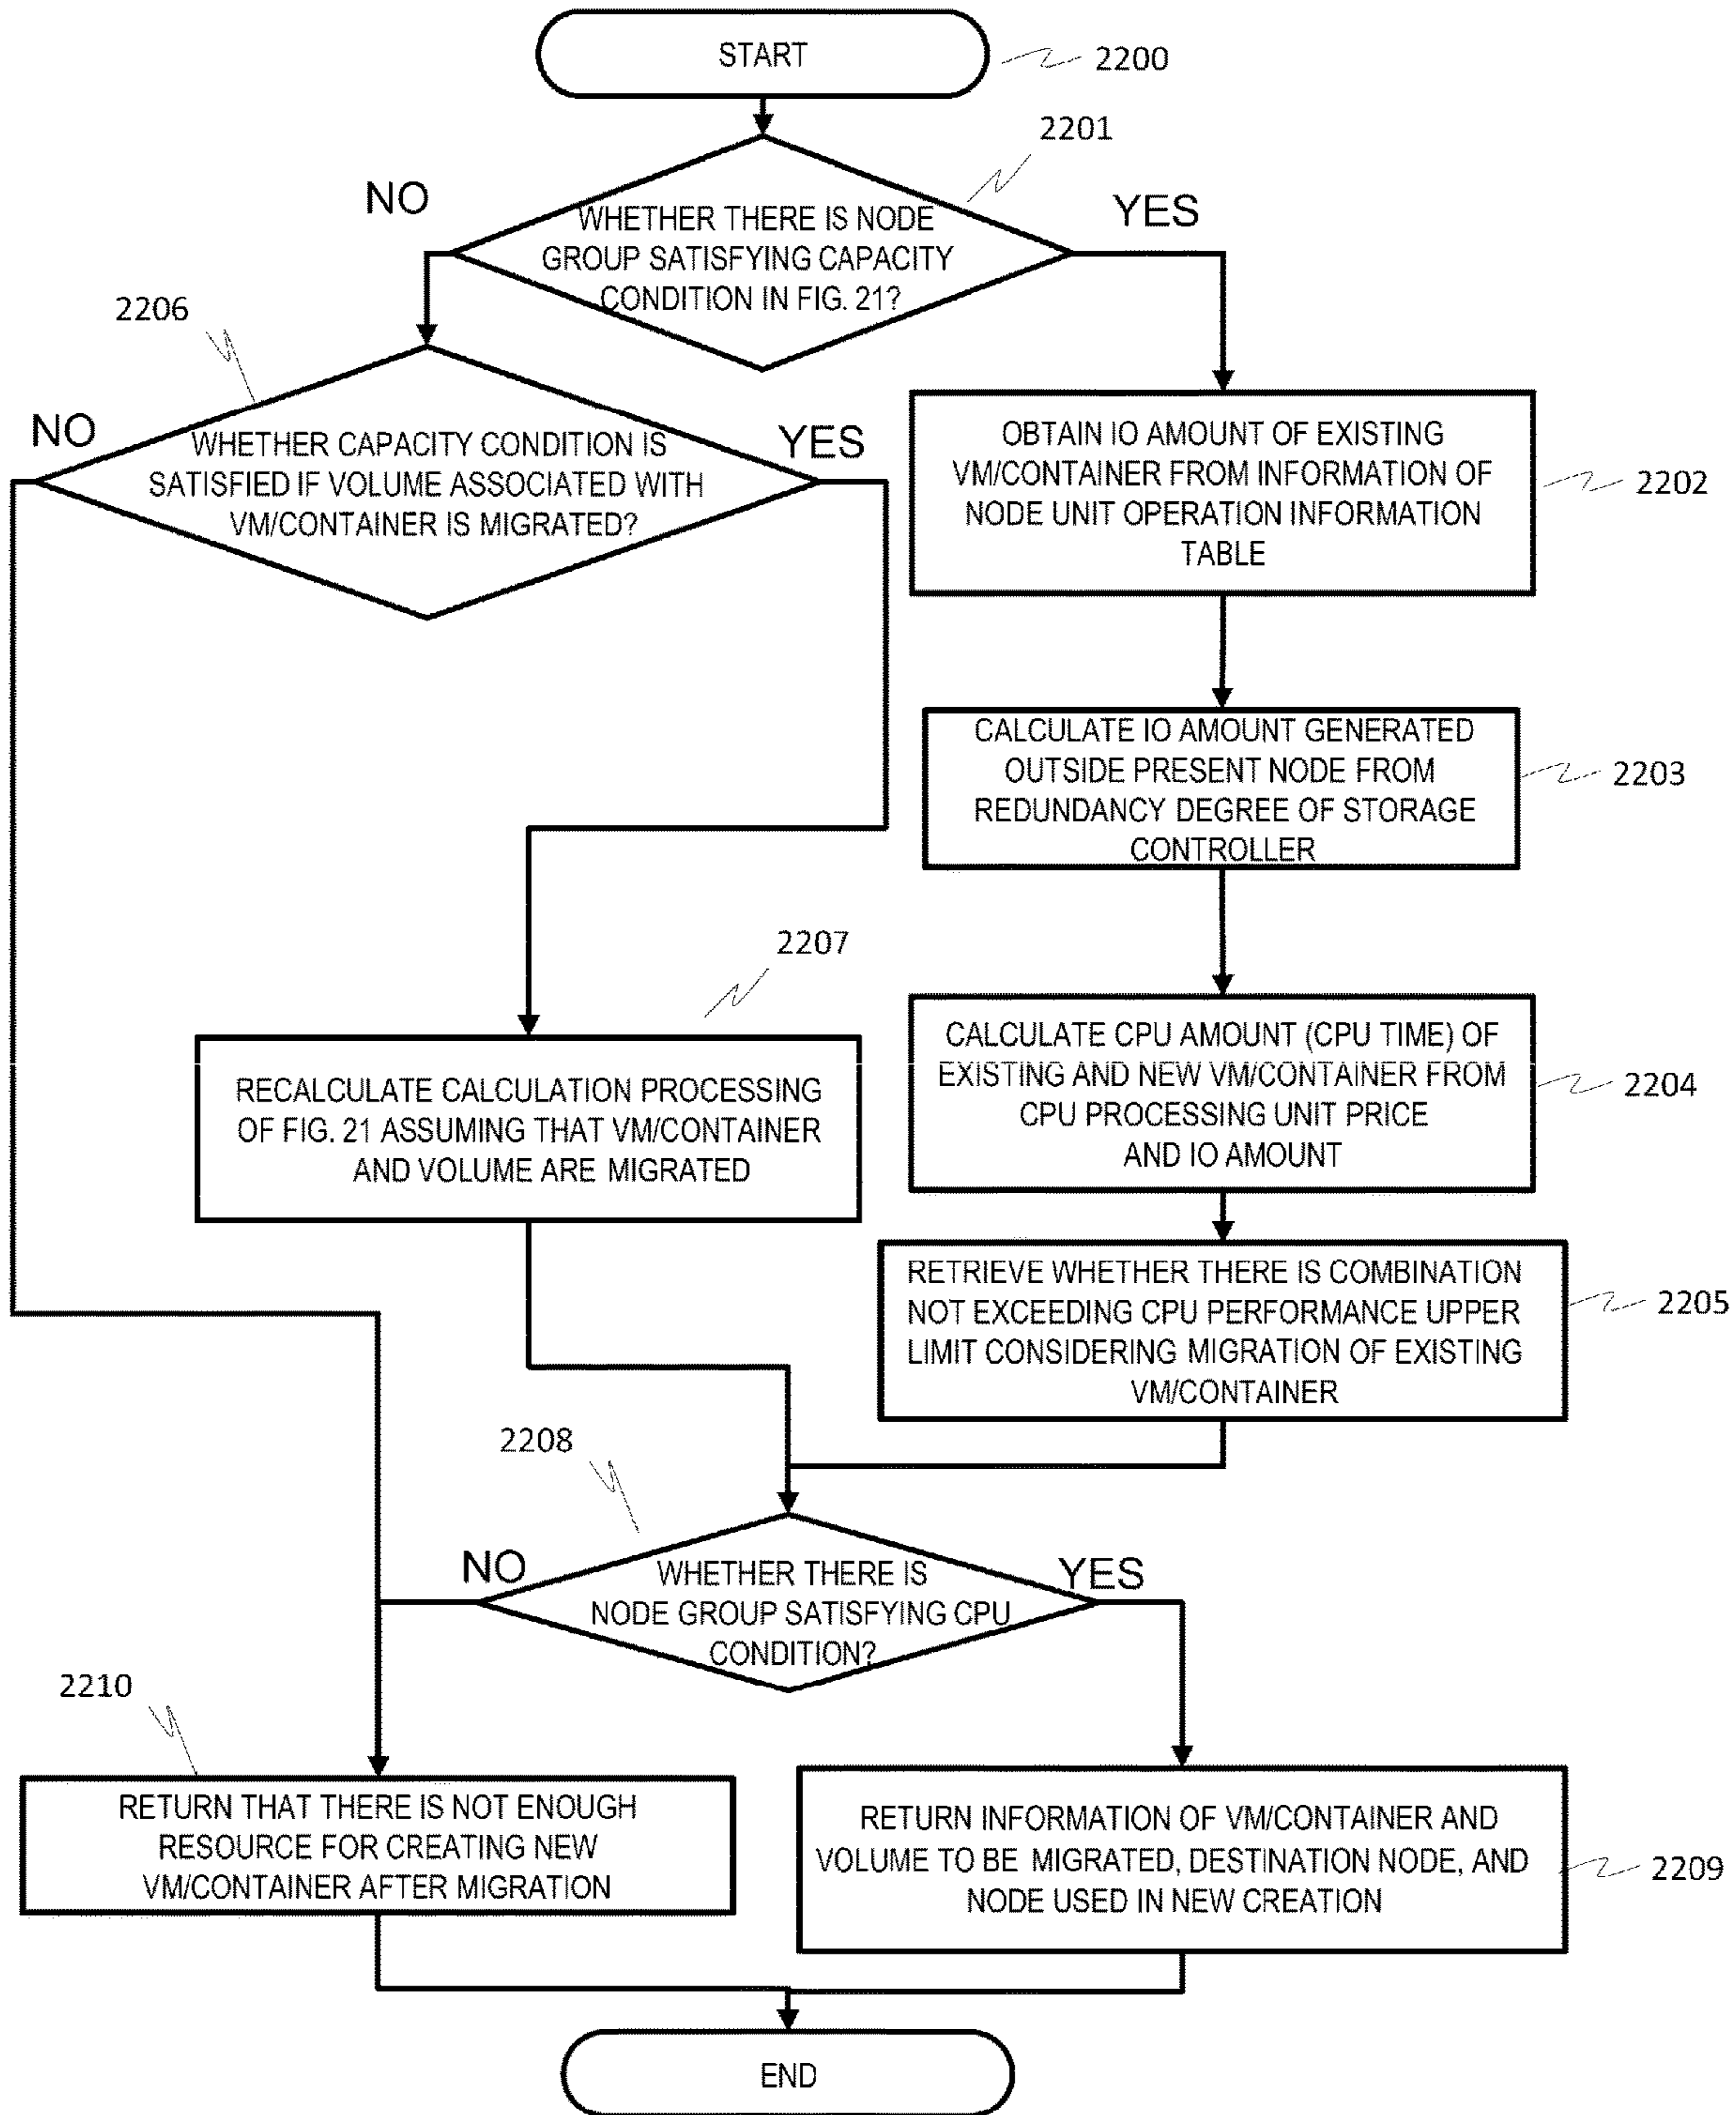 START
2200
2201
NO
YES
WHETHER THERE IS NODE
GROUP SATISFYING CAPACITY
CONDITION IN FIG. 21?
2206
NO
YES
WHETHER CAPACITY CONDITION IS
SATISFIED IF VOLUME ASSOCIATED WITH
VM/CONTAINER IS MIGRATED?
OBTAIN IO AMOUNT OF EXISTING
VM/CONTAINER FROM INFORMATION OF
NODE UNIT OPERATION INFORMATION
TABLE
2202
CALCULATE IO AMOUNT GENERATED
OUTSIDE PRESENT NODE FROM
REDUNDANCY DEGREE OF STORAGE
CONTROLLER
2203
2207
RECALCULATE CALCULATION PROCESSING
OF FIG. 21 ASSUMING THAT VM/CONTAINER
AND VOLUME ARE MIGRATED
CALCULATE CPU AMOUNT (CPU TIME) OF
EXISTING AND NEW VM/CONTAINER FROM
CPU PROCESSING UNIT PRICE
AND IO AMOUNT
2204
RETRIEVE WHETHER THERE IS COMBINATION
NOT EXCEEDING CPU PERFORMANCE UPPER
LIMIT CONSIDERING MIGRATION OF EXISTING
VM/CONTAINER
2205
2208
NO
YES
WHETHER THERE IS
NODE GROUP SATISFYING CPU
CONDITION?
2210
RETURN THAT THERE IS NOT ENOUGH
RESOURCE FOR CREATING NEW
VM/CONTAINER AFTER MIGRATION
RETURN INFORMATION OF VM/CONTAINER AND
VOLUME TO BE MIGRATED, DESTINATION NODE, AND
NODE USED IN NEW CREATION
2209
END